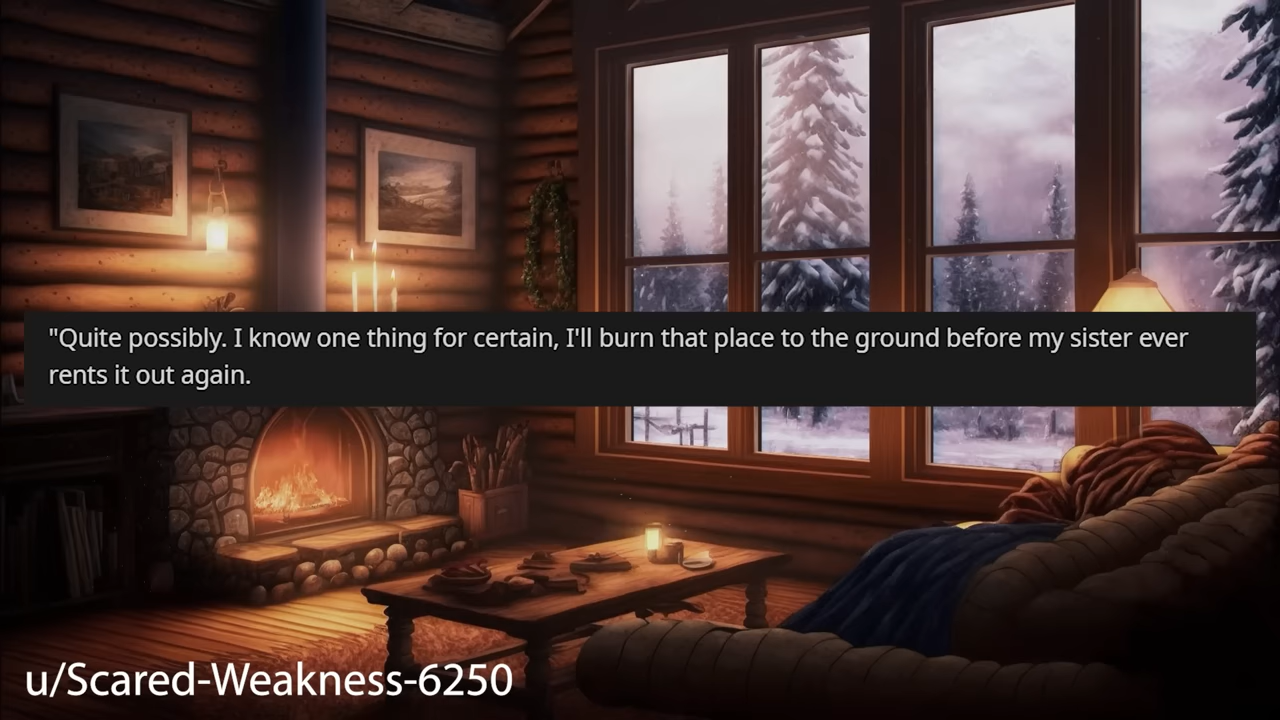 "Quite possibly. I know one thing for certain, I'll burn that place to the ground before my sister ever
rents it out again.
u/Scared-Weakness-6250